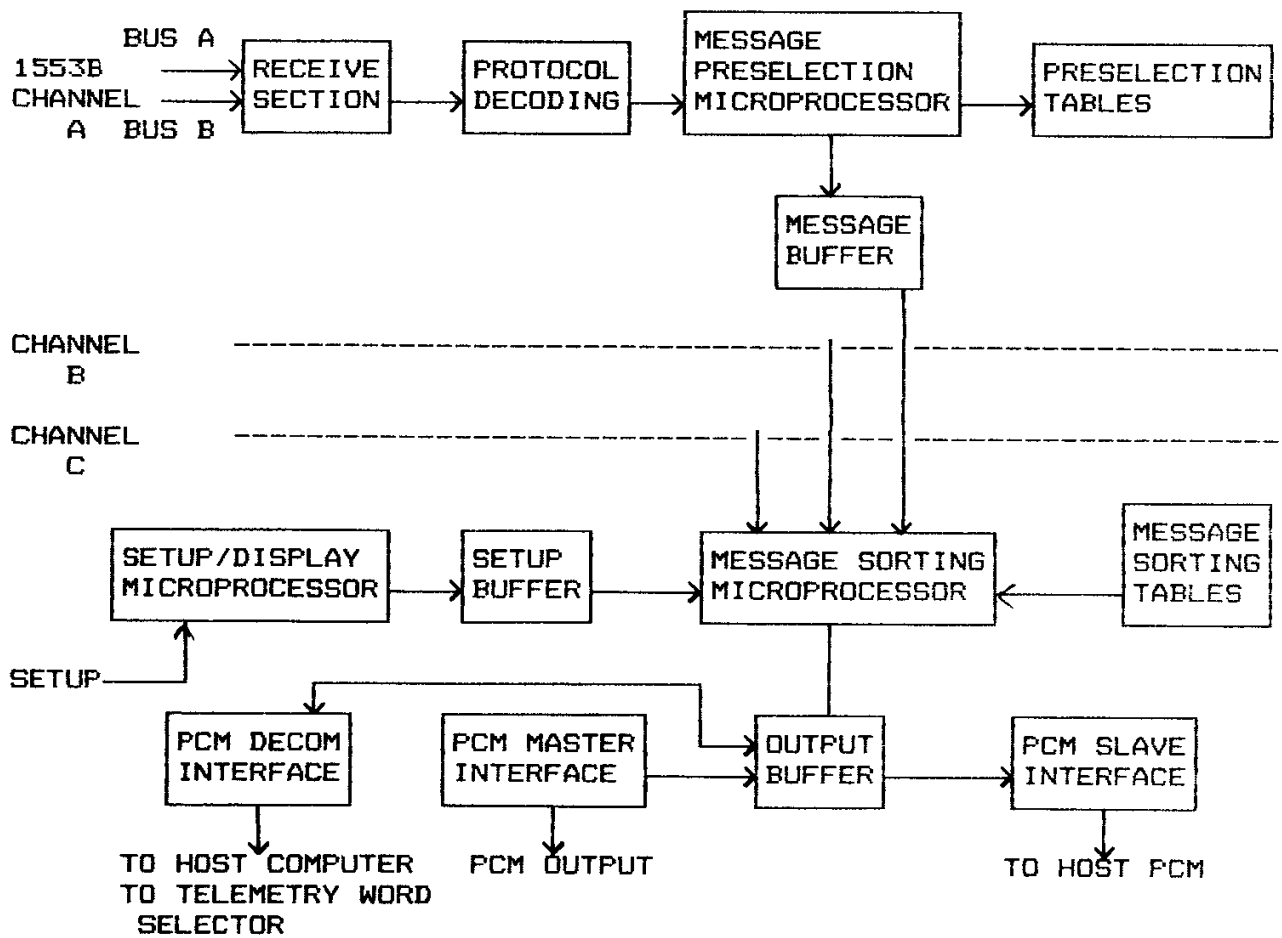 BUS A
1553B
CHANNEL
A BUS B
RECEIVE
SECTION
PROTOCOL
DECODING
MESSAGE
PRESELECTION
MICROPROCESSOR
PRESELECTION
TABLES
MESSAGE
BUFFER
CHANNEL
B
CHANNEL
C
SETUP/DISPLAY
MICROPROCESSOR
SETUP
BUFFER
MESSAGE SORTING
MICROPROCESSOR
MESSAGE
SORTING
TABLES
SETUP
PCM DECOM
INTERFACE
PCM MASTER
INTERFACE
OUTPUT
BUFFER
PCM SLAVE
INTERFACE
TO HOST COMPUTER
TO TELEMETRY WORD
SELECTOR
PCM OUTPUT
TO HOST PCM